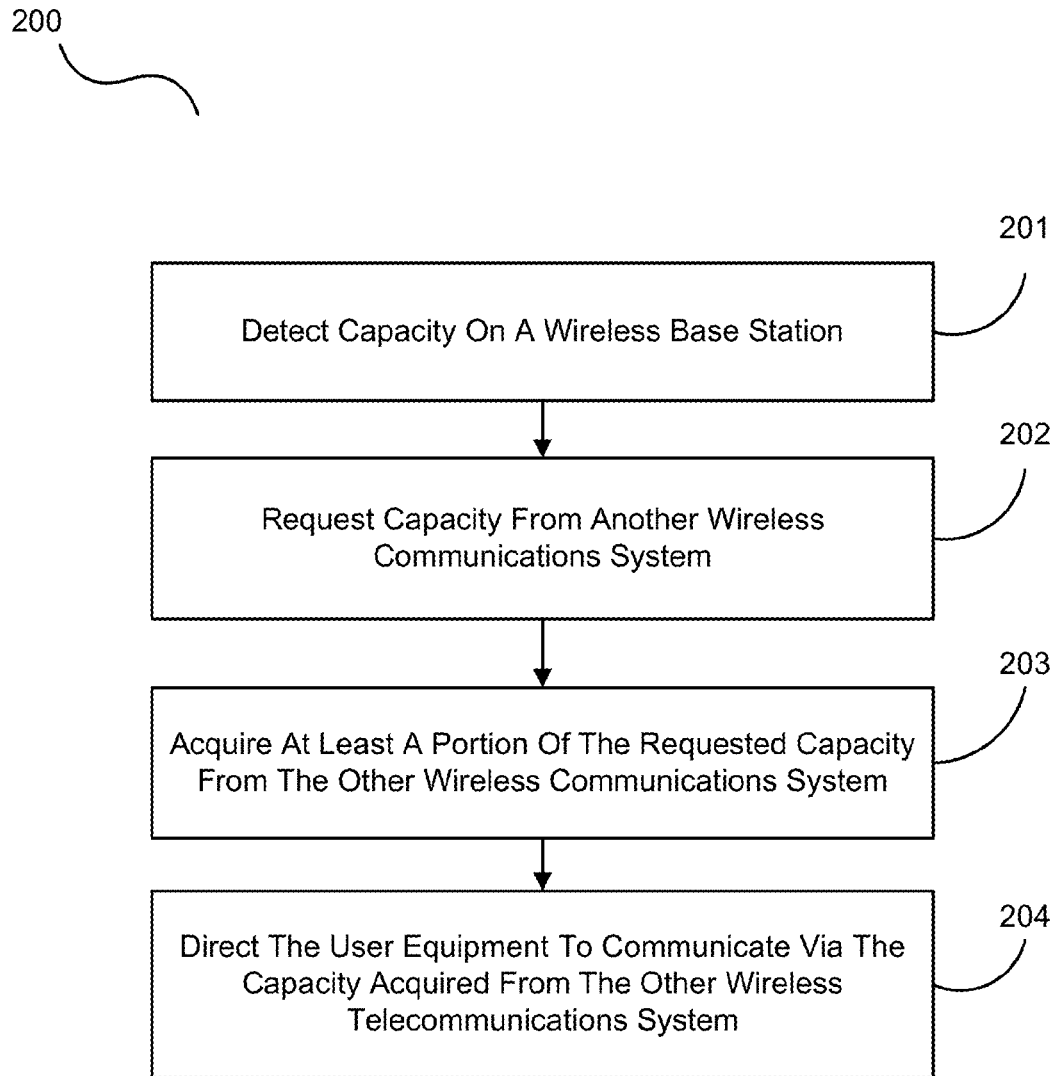 200
201
Detect Capacity On A Wireless Base Station
202
Request Capacity From Another Wireless
Communications System
203
Acquire At Least A Portion Of The Requested Capacity
From The Other Wireless Communications System
204
Direct The User Equipment To Communicate Via The
Capacity Acquired From The Other Wireless
Telecommunications System